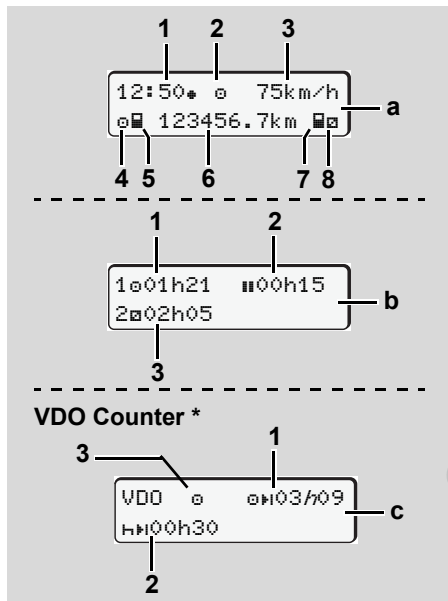 1 2 3
12:50● ⊙ 75km/h
a
⊙ 123456.7km
4 5 6 7 8
1 2
1⊙01h21 00h15
b
2 02h05
3
VDO Counter *
1
3
VDO ⊙ ⊙ 03h09
c
00h30
2